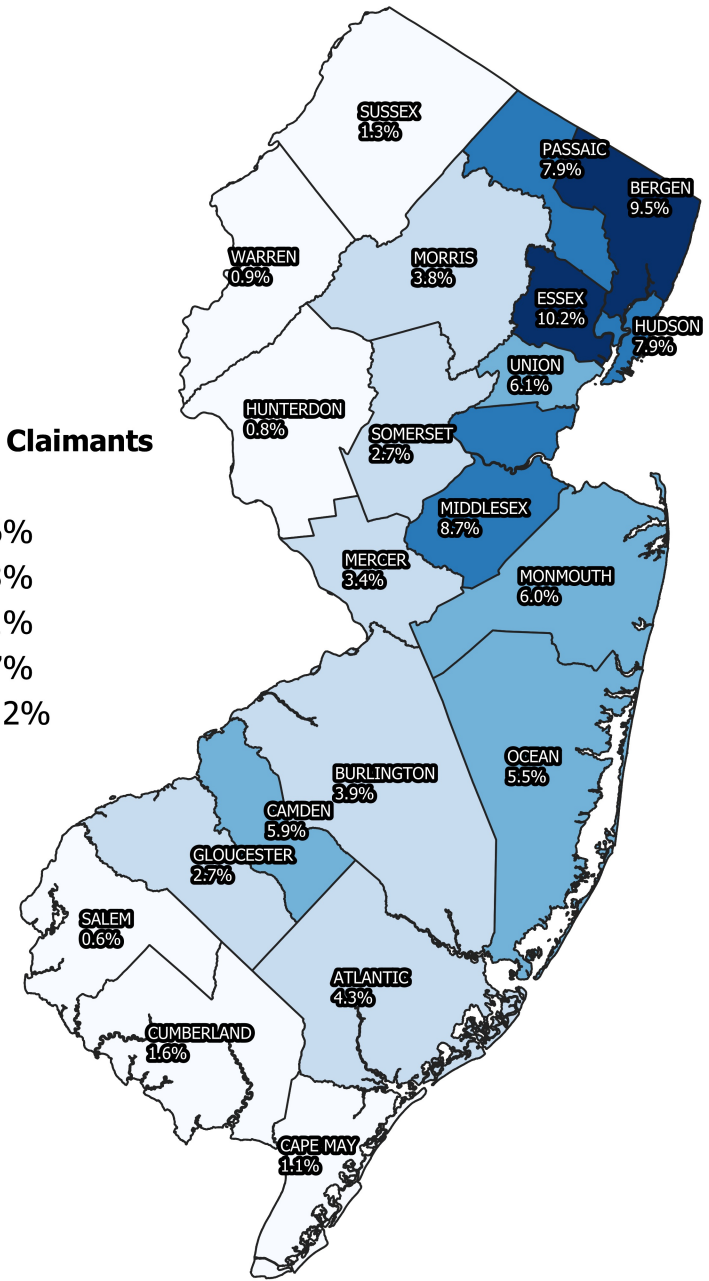 SUSSEX
1.3%
PASSAIC
7.9%
BERGEN
9.5%
WARREN
0.9%
MORRIS
3.8%
ESSEX
10.2%
HUDSON
7.9%
UNION
6.1%
HUNTERDON
0.8%
SOMERSET
2.7%
Claimants
MIDDLESEX
8.7%
MERCER
3.4%
MONMOUTH
6.0%
%
%
%
%
2%
OCEAN
5.5%
BURLINGTON
3.9%
CAMDEN
5.9%
GLOUCESTER
2.7%
SALEM
0.6%
ATLANTIC
4.3%
CUMBERLAND
1.6%
CAPE MAY
1.1%